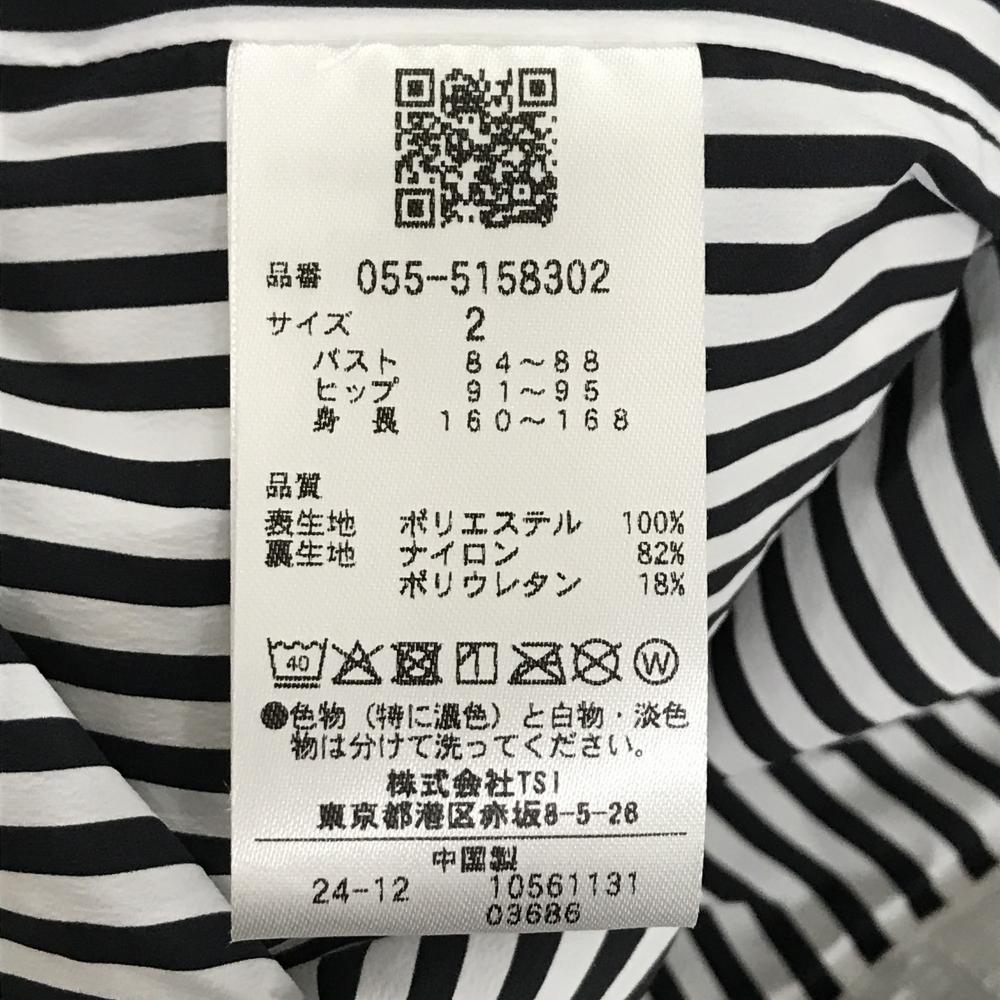 品番 055-5158302
サイズ 2
バスト 84〜88
ヒップ 91〜95
身長 160〜168
品質
表生地 ポリエステル 100%
裏生地 ナイロン 82%
ポリウレタン 18%
40 W
●色物（特に濃色）と白物・淡色
物は分けて洗ってください。
株式会社TSI
東京都港区赤坂8-5-26
中国製
24-12 10561131
03686